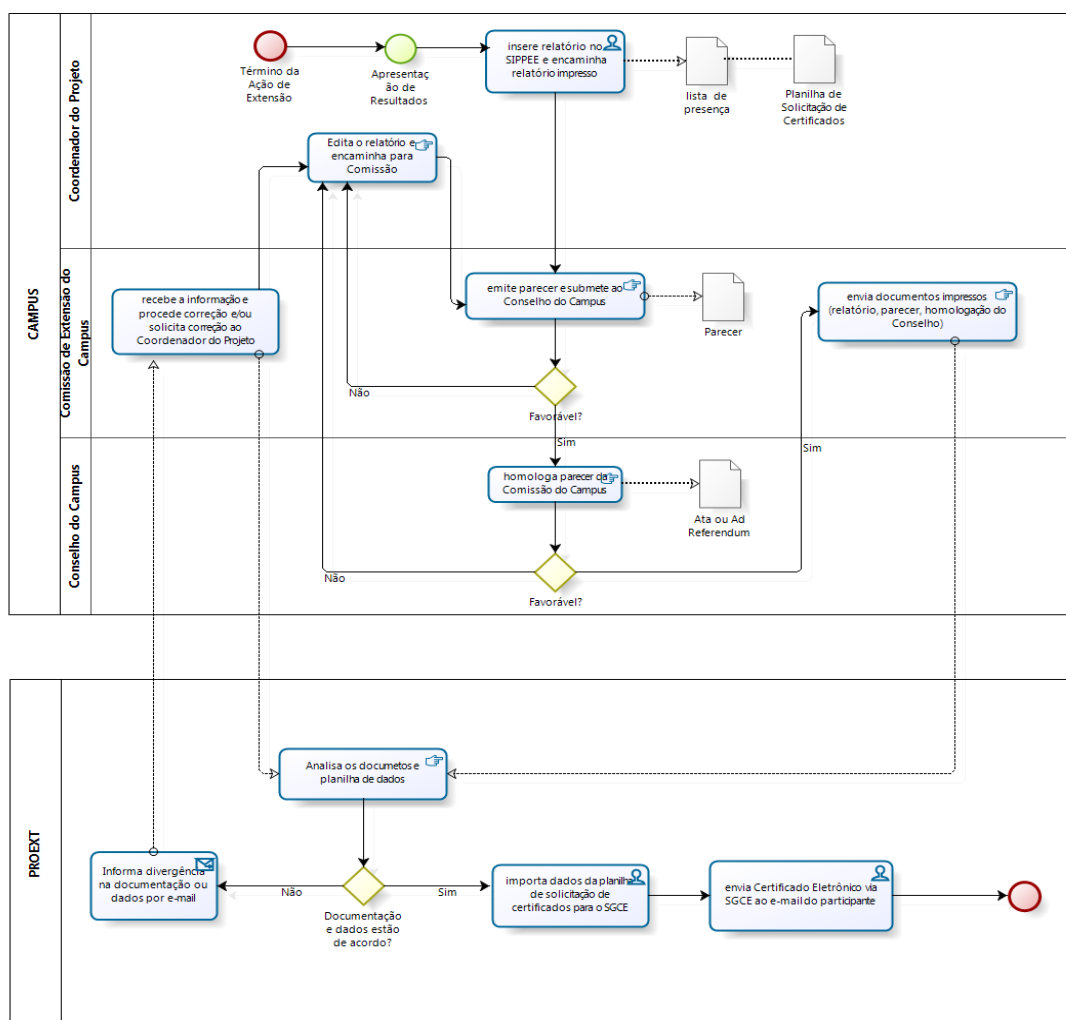 CAMPUS
Coordenador do Projeto
Término da
Ação de
Extensão
Apresentaç
ão de
Resultados
insere relatório no
SIPPEE e encaminha
relatório impresso
lista de
presença
Planilha de
Solicitação de
Certificados
Edita o relatório e
encaminha para
Comissão
Comissão de Extensão do
Campus
recebe a informação e
procede correção e/ou
solicita correção ao
Coordenador do Projeto
emite parecer e submete ao
Conselho do Campus
Parecer
envia documentos impressos
(relatório, parecer, homologação do
Conselho)
Não
Favorável?
Sim
Conselho do Campus
homologa parecer da
Comissão do Campus
Ata ou Ad
Referendum
Sim
Não
Favorável?
PROEXT
Analisa os documetos e
planilha de dados
Informa divergência
na documentação ou
dados por e-mail
Não
Sim
Documentação
e dados estão
de acordo?
importa dados da planilha
de solicitação de
certificados para o SGCE
envia Certificado Eletrônico via
SGCE ao e-mail do participante